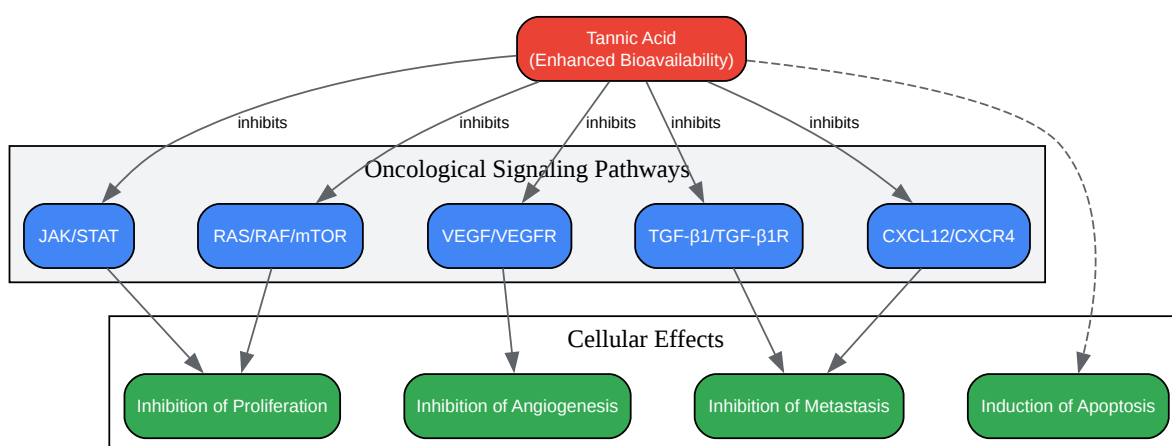 Tannic Acid
(Enhanced Bioavailability)
inhibits
inhibits
inhibits
inhibits
inhibits
Oncological Signaling Pathways
JAK/STAT
RAS/RAF/mTOR
VEGF/VEGFR
TGF-β1/TGF-β1R
CXCL12/CXCR4
Cellular Effects
Inhibition of Proliferation
Inhibition of Angiogenesis
Inhibition of Metastasis
Induction of Apoptosis